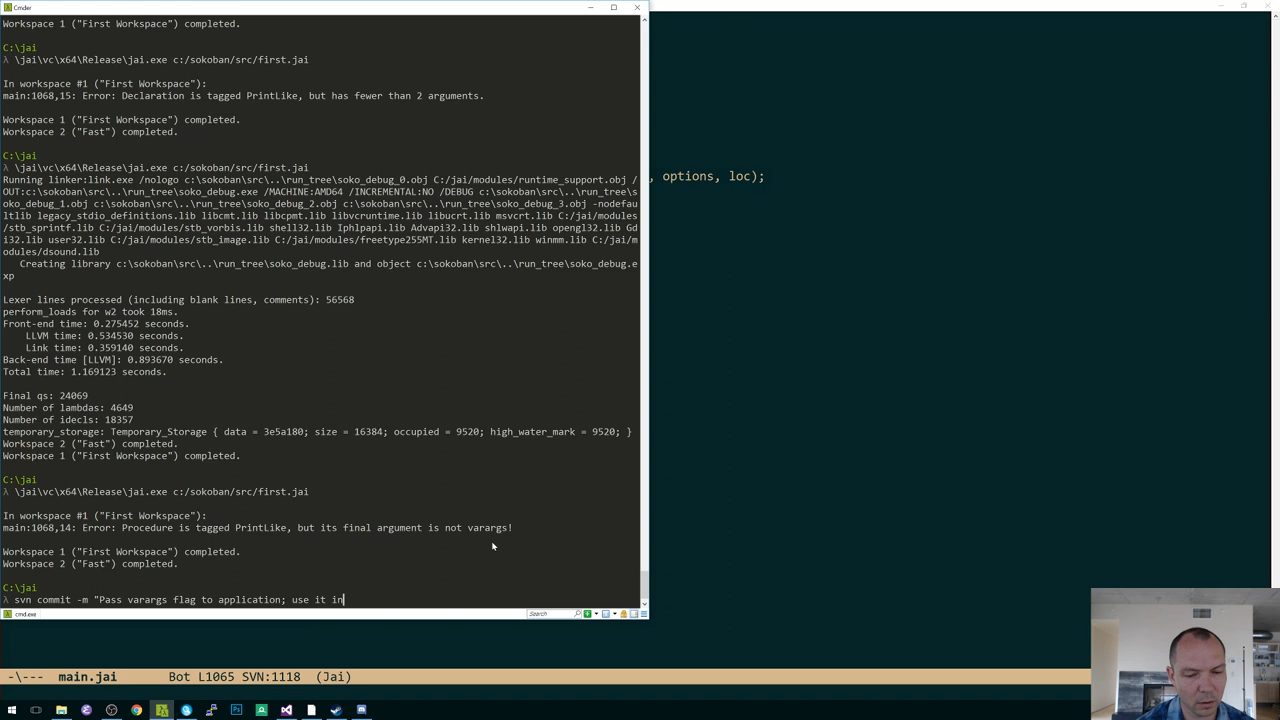 Cmder
Workspace 1 ("First Workspace") completed.
C:\jai
λ \jai\vc\x64\Release\jai.exe c:/sokoban/src/first.jai
In workspace #1 ("First Workspace"):
main:1068,15: Error: Declaration is tagged PrintLike, but has fewer than 2 arguments.
Workspace 1 ("First Workspace") completed.
Workspace 2 ("Fast") completed.
C:\jai
λ \jai\vc\x64\Release\jai.exe c:/sokoban/src/first.jai
Running linker:link.exe /nologo c:\sokoban\src\..\run_tree\soko_debug_0.obj C:/jai/modules/runtime_support.obj /
OUT:c:\sokoban\src\..\run_tree\soko_debug.exe /MACHINE:AMD64 /INCREMENTAL:NO /DEBUG c:\sokoban\src\..\run_tree\s
oko_debug_1.obj c:\sokoban\src\..\run_tree\soko_debug_2.obj c:\sokoban\src\..\run_tree\soko_debug_3.obj -nodefau
ltlib legacy_stdio_definitions.lib libcmt.lib libcpmt.lib libvcruntime.lib libucrt.lib msvcrt.lib C:/jai/modules
/stb_sprintf.lib C:/jai/modules/stb_vorbis.lib shell32.lib Iphlpapi.lib Advapi32.lib shlwapi.lib opengl32.lib Gd
i32.lib user32.lib C:/jai/modules/stb_image.lib C:/jai/modules/freetype255MT.lib kernel32.lib winmm.lib C:/jai/m
odules/dsound.lib
Creating library c:\sokoban\src\..\run_tree\soko_debug.lib and object c:\sokoban\src\..\run_tree\soko_debug.e
xp
Lexer lines processed (including blank lines, comments): 56568
perform_loads for w2 took 18ms.
Front-end time: 0.275452 seconds.
LLVM time: 0.534530 seconds.
Link time: 0.359140 seconds.
Back-end time [LLVM]: 0.893670 seconds.
Total time: 1.169123 seconds.
Final qs: 24069
Number of lambdas: 4649
Number of idecls: 18357
temporary_storage: Temporary_Storage { data = 3e5a180; size = 16384; occupied = 9520; high_water_mark = 9520; }
Workspace 2 ("Fast") completed.
Workspace 1 ("First Workspace") completed.
C:\jai
λ \jai\vc\x64\Release\jai.exe c:/sokoban/src/first.jai
In workspace #1 ("First Workspace"):
main:1068,14: Error: Procedure is tagged PrintLike, but its final argument is not varargs!
Workspace 1 ("First Workspace") completed.
Workspace 2 ("Fast") completed.
C:\jai
λ svn commit -m "Pass varargs flag to application; use it in
cmd.exe
Search
, options, loc);
-\--- main.jai Bot L1065 SVN:1118 (Jai)